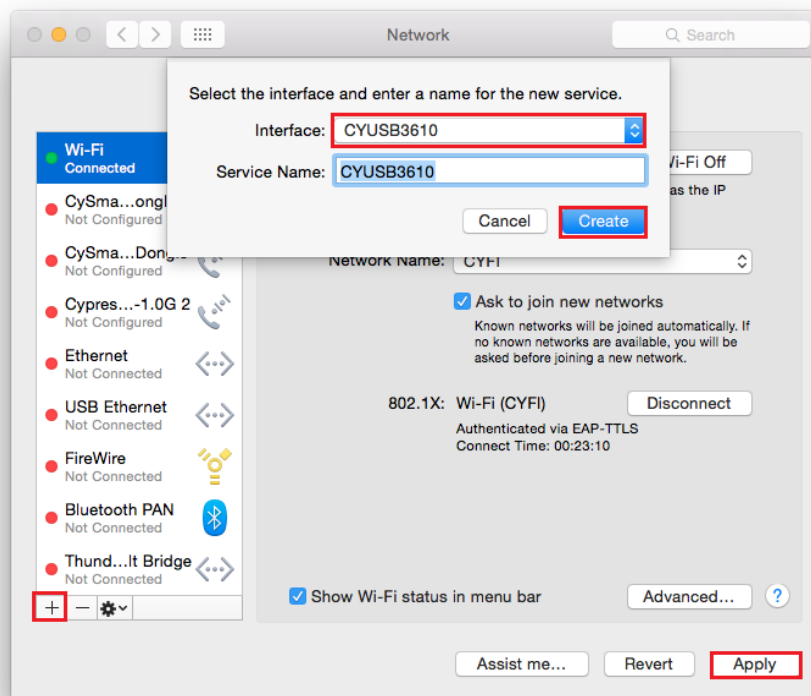 Network
Search
Select the interface and enter a name for the new service.
Interface: CYUSB3610
Service Name: CYUSB3610
Cancel
Create
Wi-Fi
Connected
CySma...ongl
Not Configured
CySma...Dong
Not Configured
Cypres...-1.0G 2
Not Configured
Ethernet
Not Connected
USB Ethernet
Not Connected
FireWire
Not Connected
Bluetooth PAN
Not Connected
Thund...lt Bridge
Not Connected
Wi-Fi Off
as the IP
Network Name: CYFI
Ask to join new networks
Known networks will be joined automatically. If
no known networks are available, you will be
asked before joining a new network.
802.1X: Wi-Fi (CYFI)
Disconnect
Authenticated via EAP-TTLS
Connect Time: 00:23:10
Show Wi-Fi status in menu bar
Advanced...
?
+ −
Assist me...
Revert
Apply